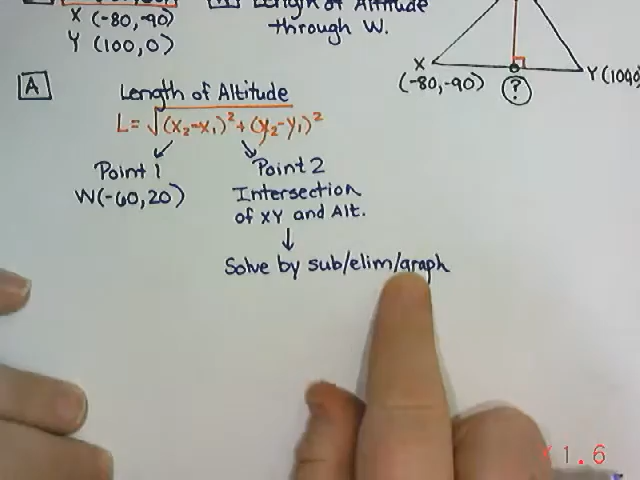 X (-80,-90)
Y (100,0)
Length of Altitude
through W.
X
(-80,-90)
Y (100,0
?
A
Length of Altitude
L = √(x₂-x₁)² + (y₂-y₁)²
Point 1
W(-60,20)
Point 2
Intersection
of XY and Alt.
Solve by sub/elim/graph
1.6